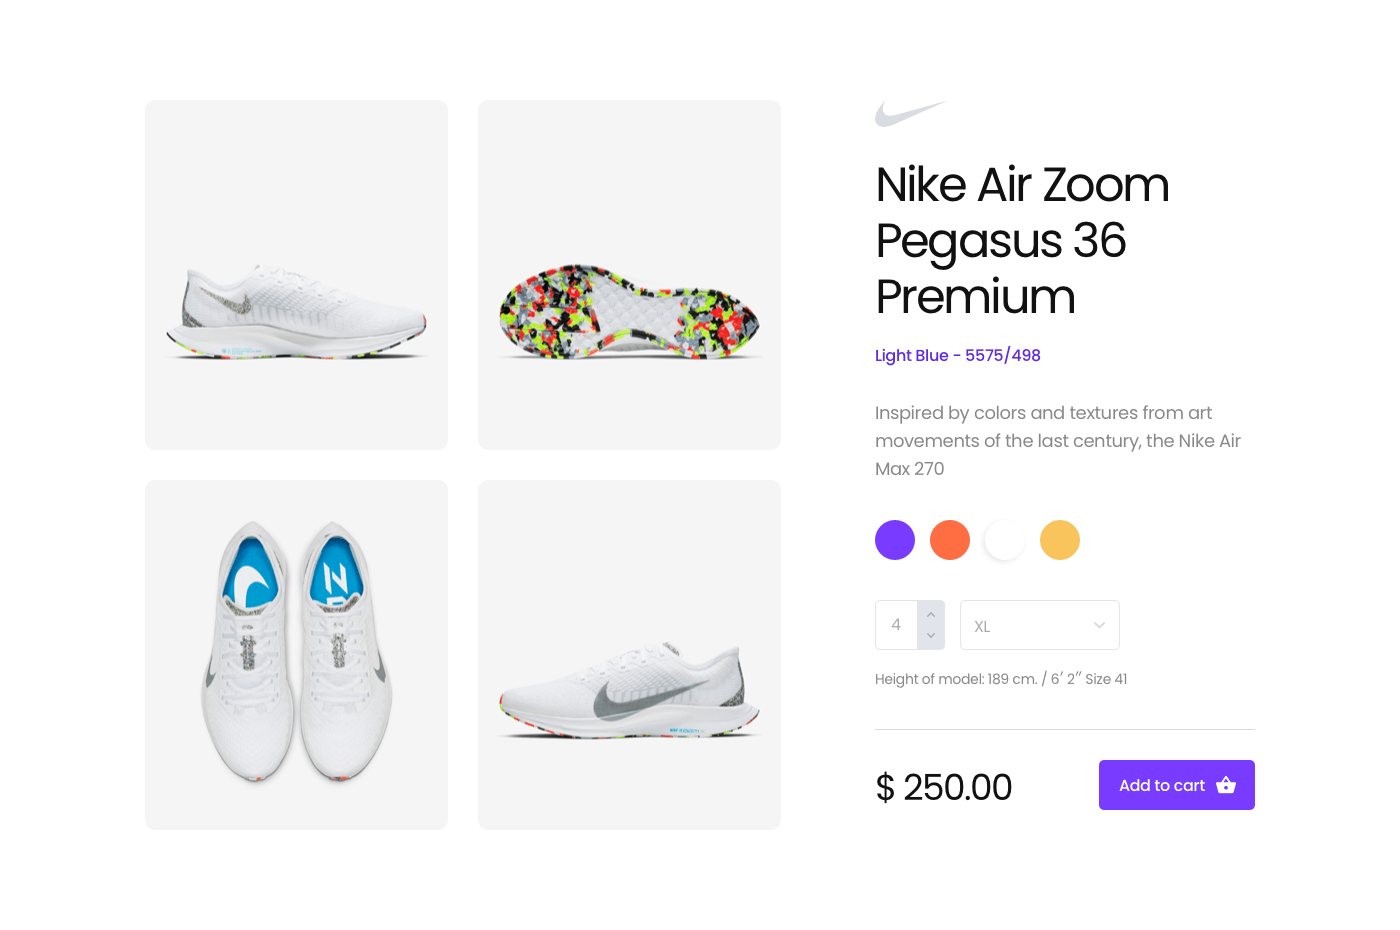 Nike Air Zoom
Pegasus 36
Premium
Light Blue - 5575/498
Inspired by colors and textures from art
movements of the last century, the Nike Air
Max 270
4
XL
Height of model: 189 cm. / 6′ 2″ Size 41
$ 250.00
Add to cart